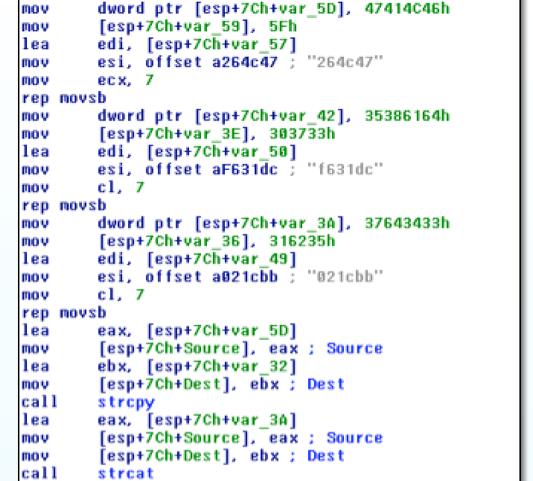 mov dword ptr [esp+7Ch+var_5D], 47414C46h
mov [esp+7Ch+var_59], 5Fh
lea edi, [esp+7Ch+var_57]
mov esi, offset a264c47 ; "264c47"
mov ecx, 7
rep movsb
mov dword ptr [esp+7Ch+var_42], 35386164h
mov [esp+7Ch+var_3E], 303733h
lea edi, [esp+7Ch+var_50]
mov esi, offset aF631dc ; "f631dc"
mov cl, 7
rep movsb
mov dword ptr [esp+7Ch+var_3A], 37643433h
mov [esp+7Ch+var_36], 316235h
lea edi, [esp+7Ch+var_49]
mov esi, offset a021cbb ; "021cbb"
mov cl, 7
rep movsb
lea eax, [esp+7Ch+var_5D]
mov [esp+7Ch+Source], eax ; Source
lea ebx, [esp+7Ch+var_32]
mov [esp+7Ch+Dest], ebx ; Dest
call strcpy
lea eax, [esp+7Ch+var_3A]
mov [esp+7Ch+Source], eax ; Source
mov [esp+7Ch+Dest], ebx ; Dest
call strcat